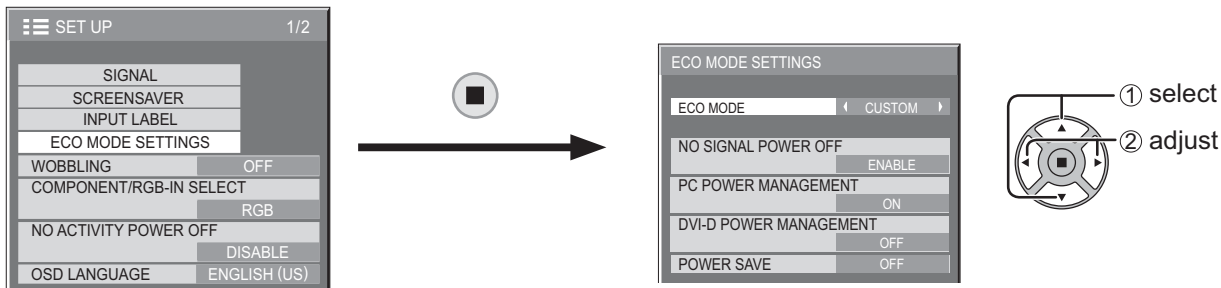 SET UP 1/2
SIGNAL
SCREENSAVER
INPUT LABEL
ECO MODE SETTINGS
WOBBLING OFF
COMPONENT/RGB-IN SELECT
RGB
NO ACTIVITY POWER OFF
DISABLE
OSD LANGUAGE ENGLISH (US)
ECO MODE SETTINGS
ECO MODE CUSTOM
NO SIGNAL POWER OFF
ENABLE
PC POWER MANAGEMENT
ON
DVI-D POWER MANAGEMENT
OFF
POWER SAVE OFF
① select
② adjust